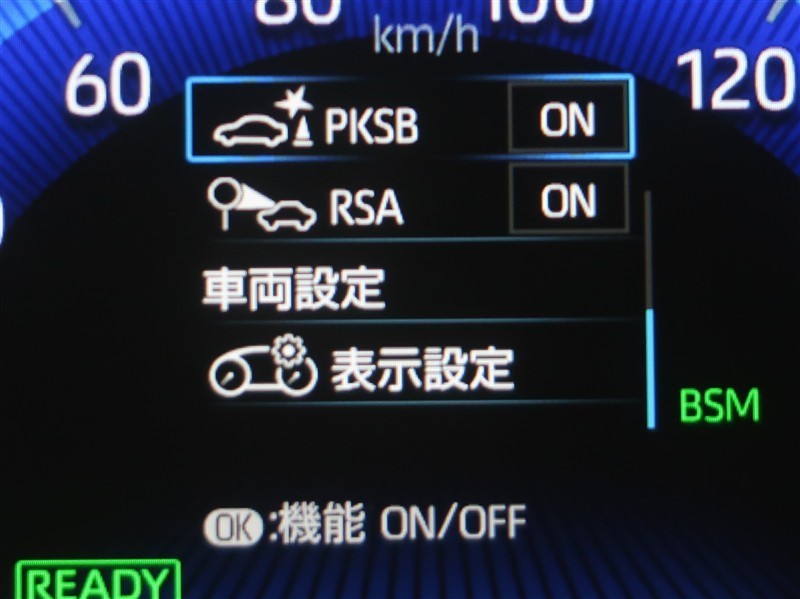 80 100
km/h
60 120
PKSB ON
RSA ON
車両設定
表示設定
BSM
OK:機能 ON/OFF
READY